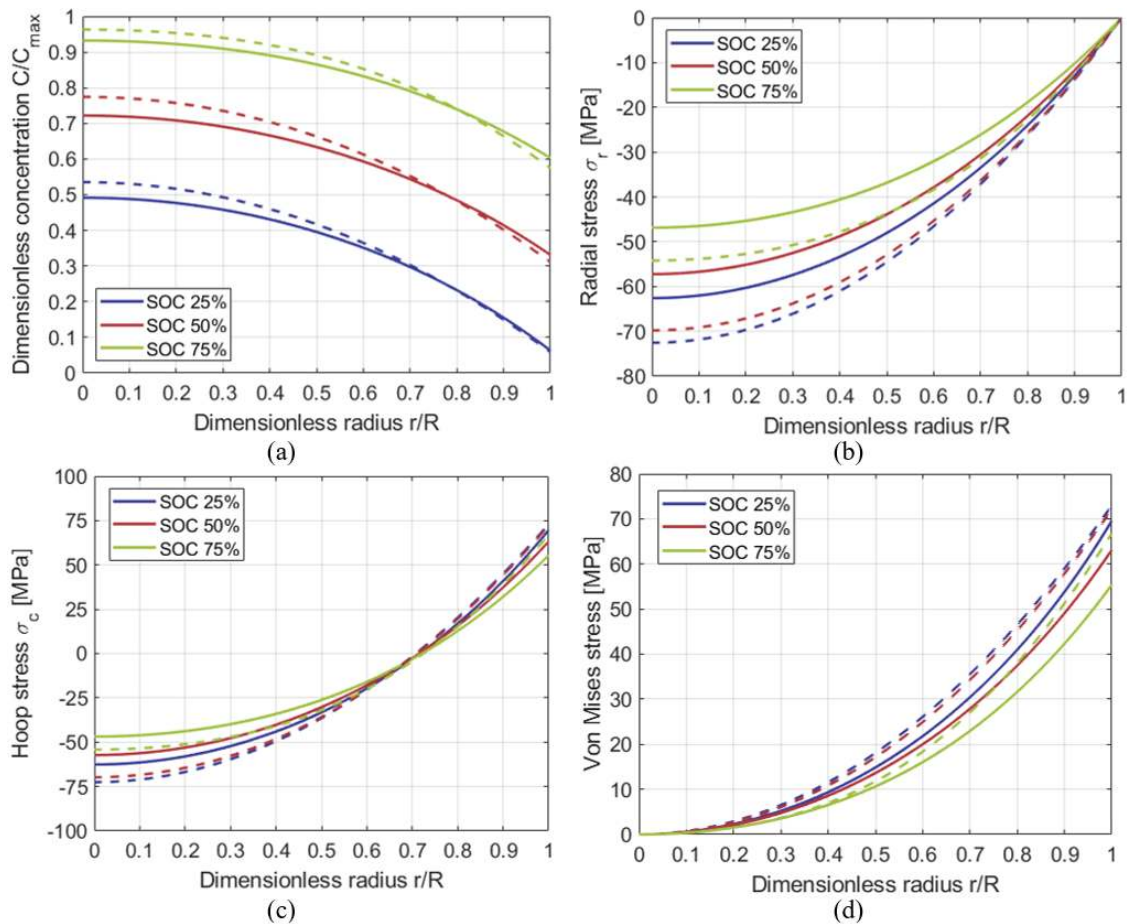 1
0.9
0.8
0.7
0.6
0.5
0.4
0.3
0.2
0.1
0
Dimensionless concentration C/C_max
SOC 25%
SOC 50%
SOC 75%
0 0.1 0.2 0.3 0.4 0.5 0.6 0.7 0.8 0.9 1
Dimensionless radius r/R
(a)
0
-10
-20
-30
-40
-50
-60
-70
-80
Radial stress σ_r [MPa]
SOC 25%
SOC 50%
SOC 75%
0 0.1 0.2 0.3 0.4 0.5 0.6 0.7 0.8 0.9 1
Dimensionless radius r/R
(b)
100
75
50
25
0
-25
-50
-75
-100
Hoop stress σ_c [MPa]
SOC 25%
SOC 50%
SOC 75%
0 0.1 0.2 0.3 0.4 0.5 0.6 0.7 0.8 0.9 1
Dimensionless radius r/R
(c)
80
70
60
50
40
30
20
10
0
Von Mises stress [MPa]
SOC 25%
SOC 50%
SOC 75%
0 0.1 0.2 0.3 0.4 0.5 0.6 0.7 0.8 0.9 1
Dimensionless radius r/R
(d)